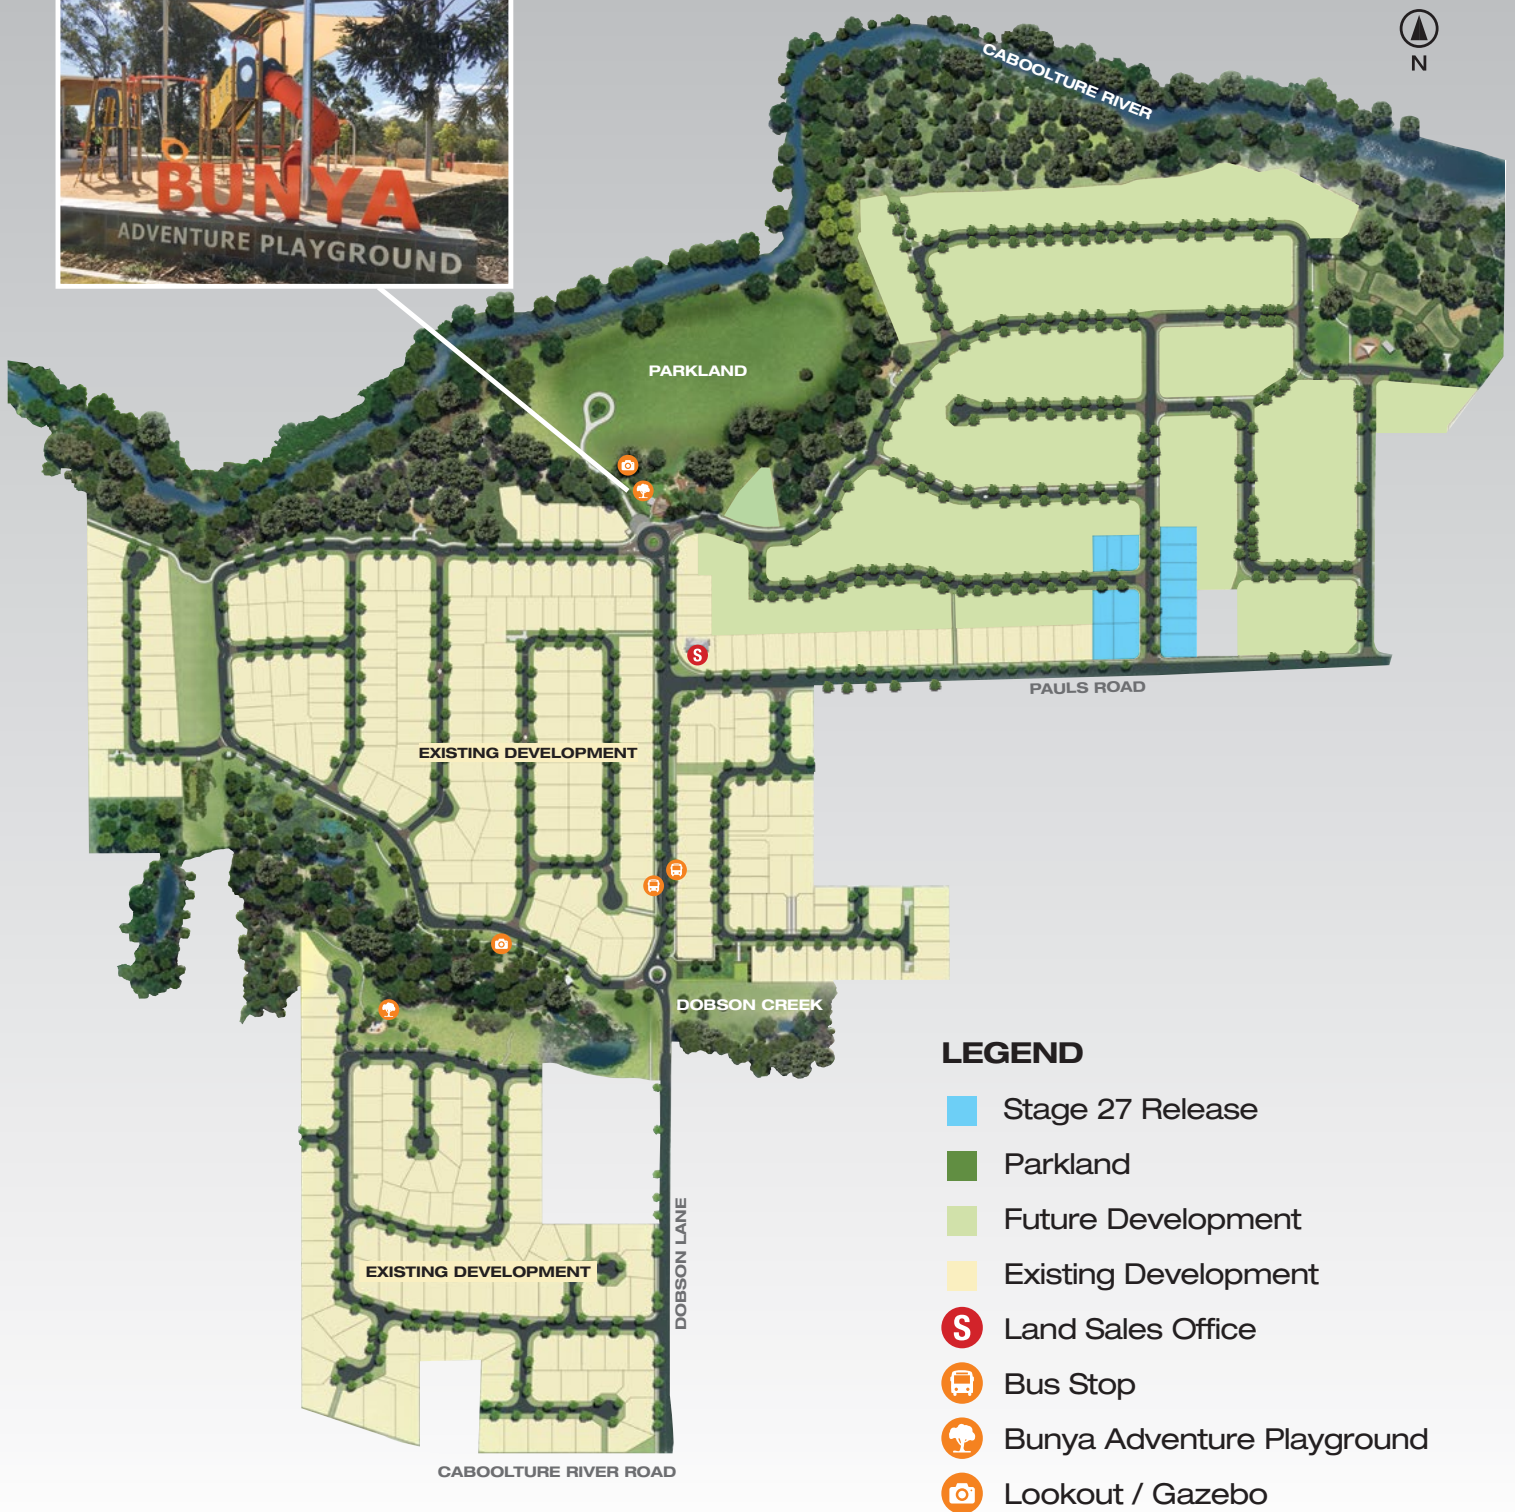 BUNYA
ADVENTURE PLAYGROUND
N
CABOOLTURE RIVER
PARKLAND
S
PAULS ROAD
EXISTING DEVELOPMENT
DOBSON CREEK
DOBSON LANE
EXISTING DEVELOPMENT
CABOOLTURE RIVER ROAD
LEGEND
Stage 27 Release
Parkland
Future Development
Existing Development
S
Land Sales Office
Bus Stop
Bunya Adventure Playground
Lookout / Gazebo